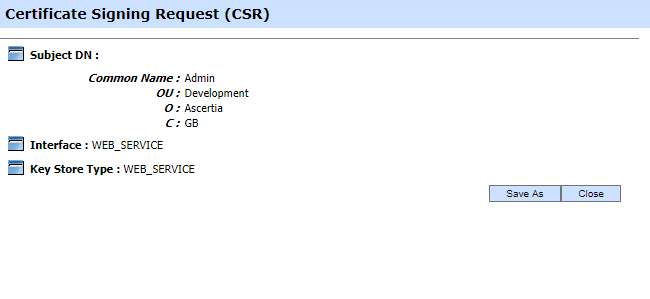 Certificate Signing Request (CSR)
Subject DN :
Common Name : Admin
OU : Development
O : Ascertia
C : GB
Interface : WEB_SERVICE
Key Store Type : WEB_SERVICE
Save As Close